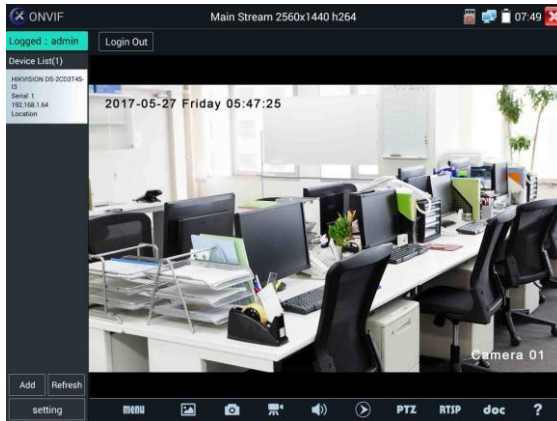 ONVIF
Main Stream 2560x1440 h264
07:49
Logged : admin
Login Out
Device List(1)
HIKVISION DS-2CD3T45-
I3
Serial 1
192.168.1.64
Location
2017-05-27 Friday 05:47:25
Camera 01
Add
Refresh
setting
menu
PTZ
RTSP
doc
?